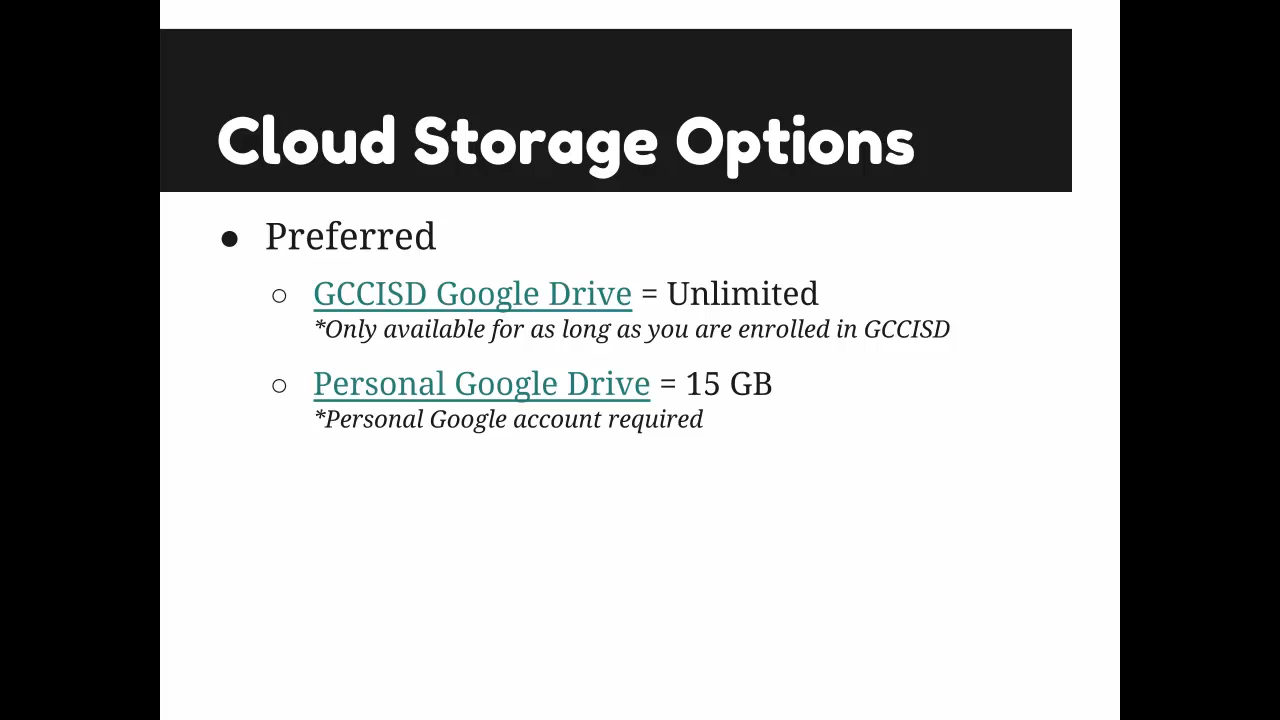 Cloud Storage Options
● Preferred
○ GCCISD Google Drive = Unlimited
*Only available for as long as you are enrolled in GCCISD
○ Personal Google Drive = 15 GB
*Personal Google account required